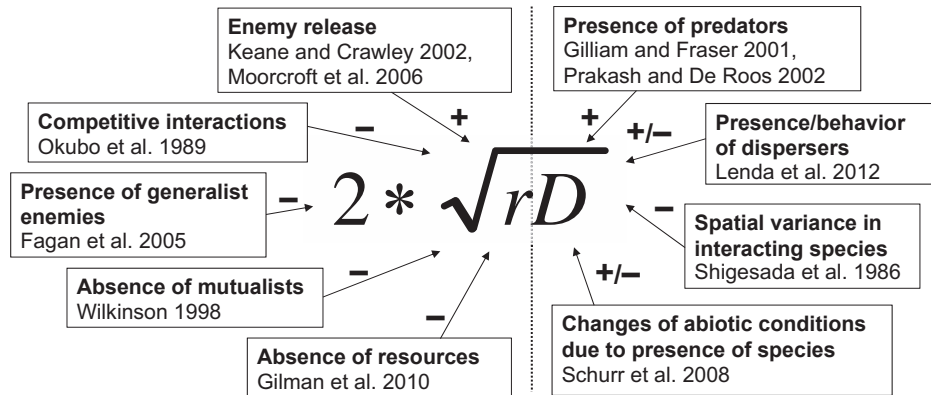 Enemy release
Keane and Crawley 2002,
Moorcroft et al. 2006
+
Presence of predators
Gilliam and Fraser 2001,
Prakash and De Roos 2002
+
Competitive interactions
Okubo et al. 1989
–
+/–
Presence/behavior
of dispersers
Lenda et al. 2012
Presence of generalist
enemies
Fagan et al. 2005
–
2 * √rD
–
Spatial variance in
interacting species
Shigesada et al. 1986
Absence of mutualists
Wilkinson 1998
–
Absence of resources
Gilman et al. 2010
–
+/–
Changes of abiotic conditions
due to presence of species
Schurr et al. 2008